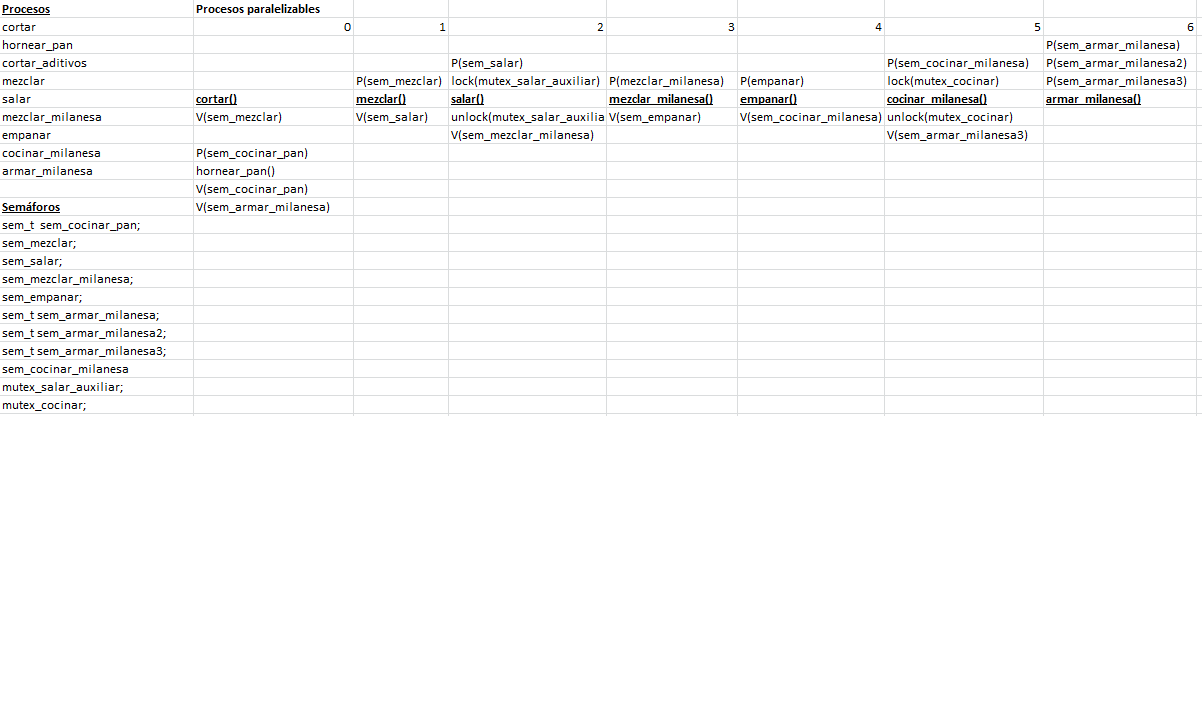 Procesos Procesos paralelizables
cortar 0 1 2 3 4 5 6
hornear_pan P(sem_armar_milanesa)
cortar_aditivos P(sem_salar) P(sem_cocinar_milanesa) P(sem_armar_milanesa2)
mezclar P(sem_mezclar) lock(mutex_salar_auxiliar) P(mezclar_milanesa) P(empanar) lock(mutex_cocinar) P(sem_armar_milanesa3)
salar cortar() mezclar() salar() mezclar_milanesa() empanar() cocinar_milanesa() armar_milanesa()
mezclar_milanesa V(sem_mezclar) V(sem_salar) unlock(mutex_salar_auxilia V(sem_empanar) V(sem_cocinar_milanesa) unlock(mutex_cocinar)
empanar V(sem_mezclar_milanesa) V(sem_armar_milanesa3)
cocinar_milanesa P(sem_cocinar_pan)
armar_milanesa hornear_pan()
V(sem_cocinar_pan)
Semáforos V(sem_armar_milanesa)
sem_t sem_cocinar_pan;
sem_mezclar;
sem_salar;
sem_mezclar_milanesa;
sem_empanar;
sem_t sem_armar_milanesa;
sem_t sem_armar_milanesa2;
sem_t sem_armar_milanesa3;
sem_cocinar_milanesa
mutex_salar_auxiliar;
mutex_cocinar;